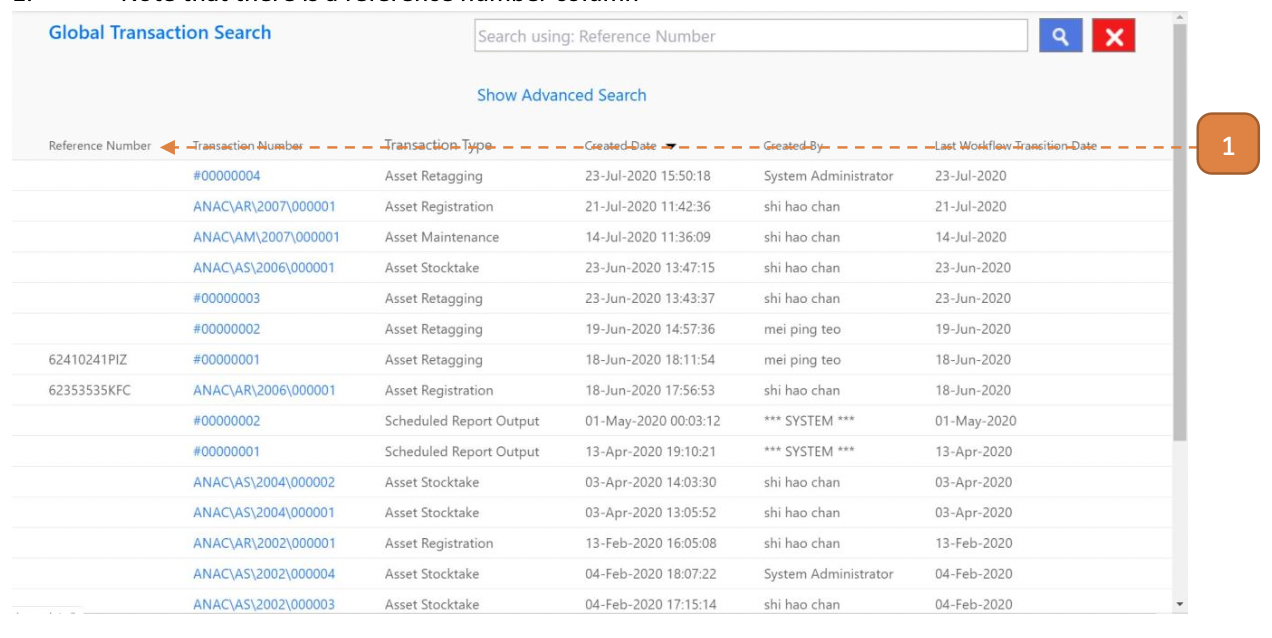 Note that there is a reference number column
Global Transaction Search
Search using: Reference Number
Show Advanced Search
Reference Number Transaction Number Transaction Type Created Date Created By Last Workflow Transition Date
1
#00000004 Asset Retagging 23-Jul-2020 15:50:18 System Administrator 23-Jul-2020
ANAC\AR\2007\000001 Asset Registration 21-Jul-2020 11:42:36 shi hao chan 21-Jul-2020
ANAC\AM\2007\000001 Asset Maintenance 14-Jul-2020 11:36:09 shi hao chan 14-Jul-2020
ANAC\AS\2006\000001 Asset Stocktake 23-Jun-2020 13:47:15 shi hao chan 23-Jun-2020
#00000003 Asset Retagging 23-Jun-2020 13:43:37 shi hao chan 23-Jun-2020
#00000002 Asset Retagging 19-Jun-2020 14:57:36 mei ping teo 19-Jun-2020
62410241PIZ #00000001 Asset Retagging 18-Jun-2020 18:11:54 mei ping teo 18-Jun-2020
62353535KFC ANAC\AR\2006\000001 Asset Registration 18-Jun-2020 17:56:53 shi hao chan 18-Jun-2020
#00000002 Scheduled Report Output 01-May-2020 00:03:12 *** SYSTEM *** 01-May-2020
#00000001 Scheduled Report Output 13-Apr-2020 19:10:21 *** SYSTEM *** 13-Apr-2020
ANAC\AS\2004\000002 Asset Stocktake 03-Apr-2020 14:03:30 shi hao chan 03-Apr-2020
ANAC\AS\2004\000001 Asset Stocktake 03-Apr-2020 13:05:52 shi hao chan 03-Apr-2020
ANAC\AR\2002\000001 Asset Registration 13-Feb-2020 16:05:08 shi hao chan 13-Feb-2020
ANAC\AS\2002\000004 Asset Stocktake 04-Feb-2020 18:07:22 System Administrator 04-Feb-2020
ANAC\AS\2002\000003 Asset Stocktake 04-Feb-2020 17:15:14 shi hao chan 04-Feb-2020